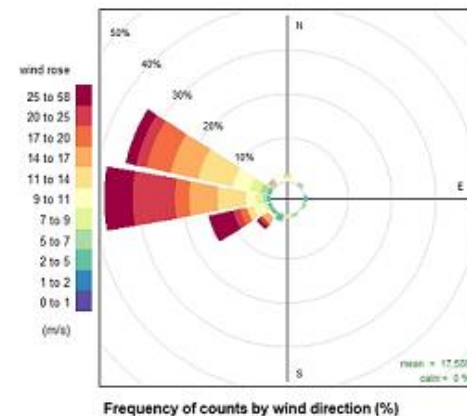 N
50%
40%
30%
20%
10%
E
S
wind rose
25 to 58
20 to 25
17 to 20
14 to 17
11 to 14
9 to 11
7 to 9
5 to 7
2 to 5
1 to 2
0 to 1
(m/s)
mean =
calm = 0 %
Frequency of counts by wind direction (%)